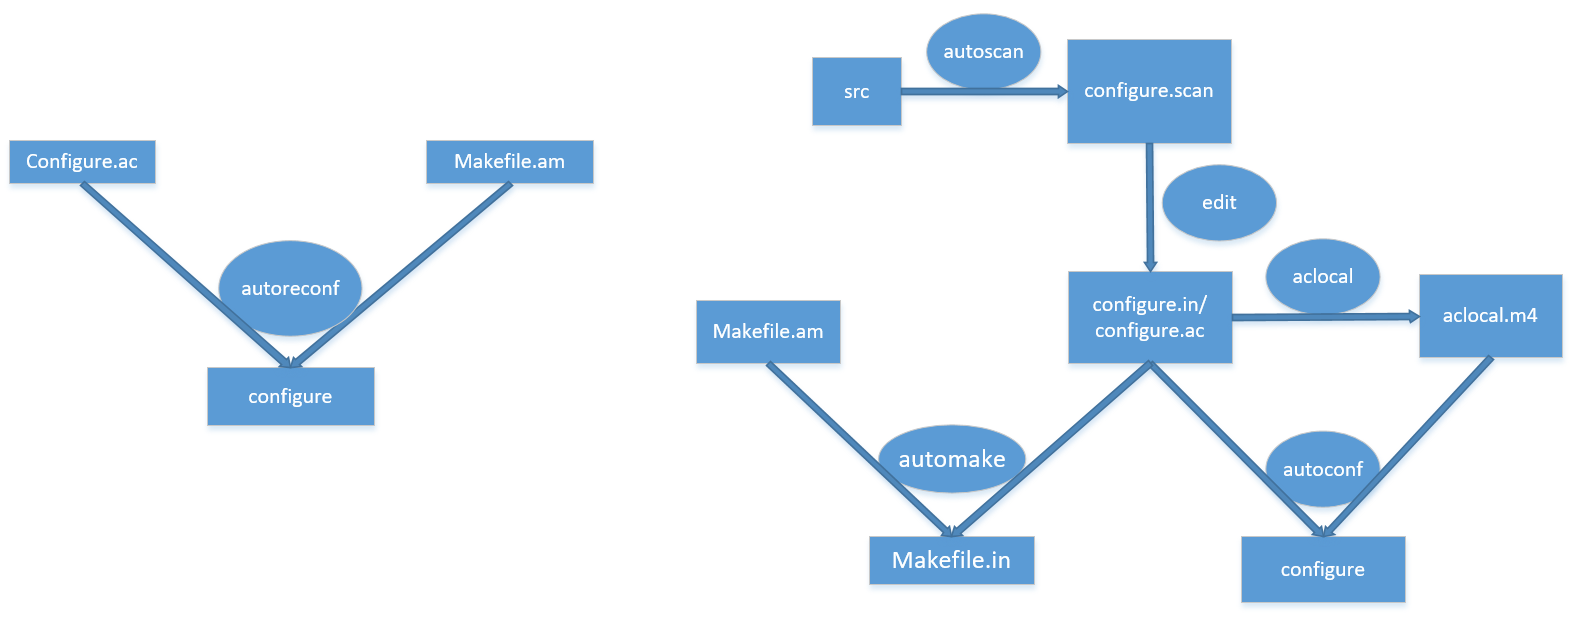 Configure.ac
Makefile.am
autoreconf
configure
autoscan
src
configure.scan
edit
aclocal
configure.in/
configure.ac
aclocal.m4
Makefile.am
automake
autoconf
Makefile.in
configure